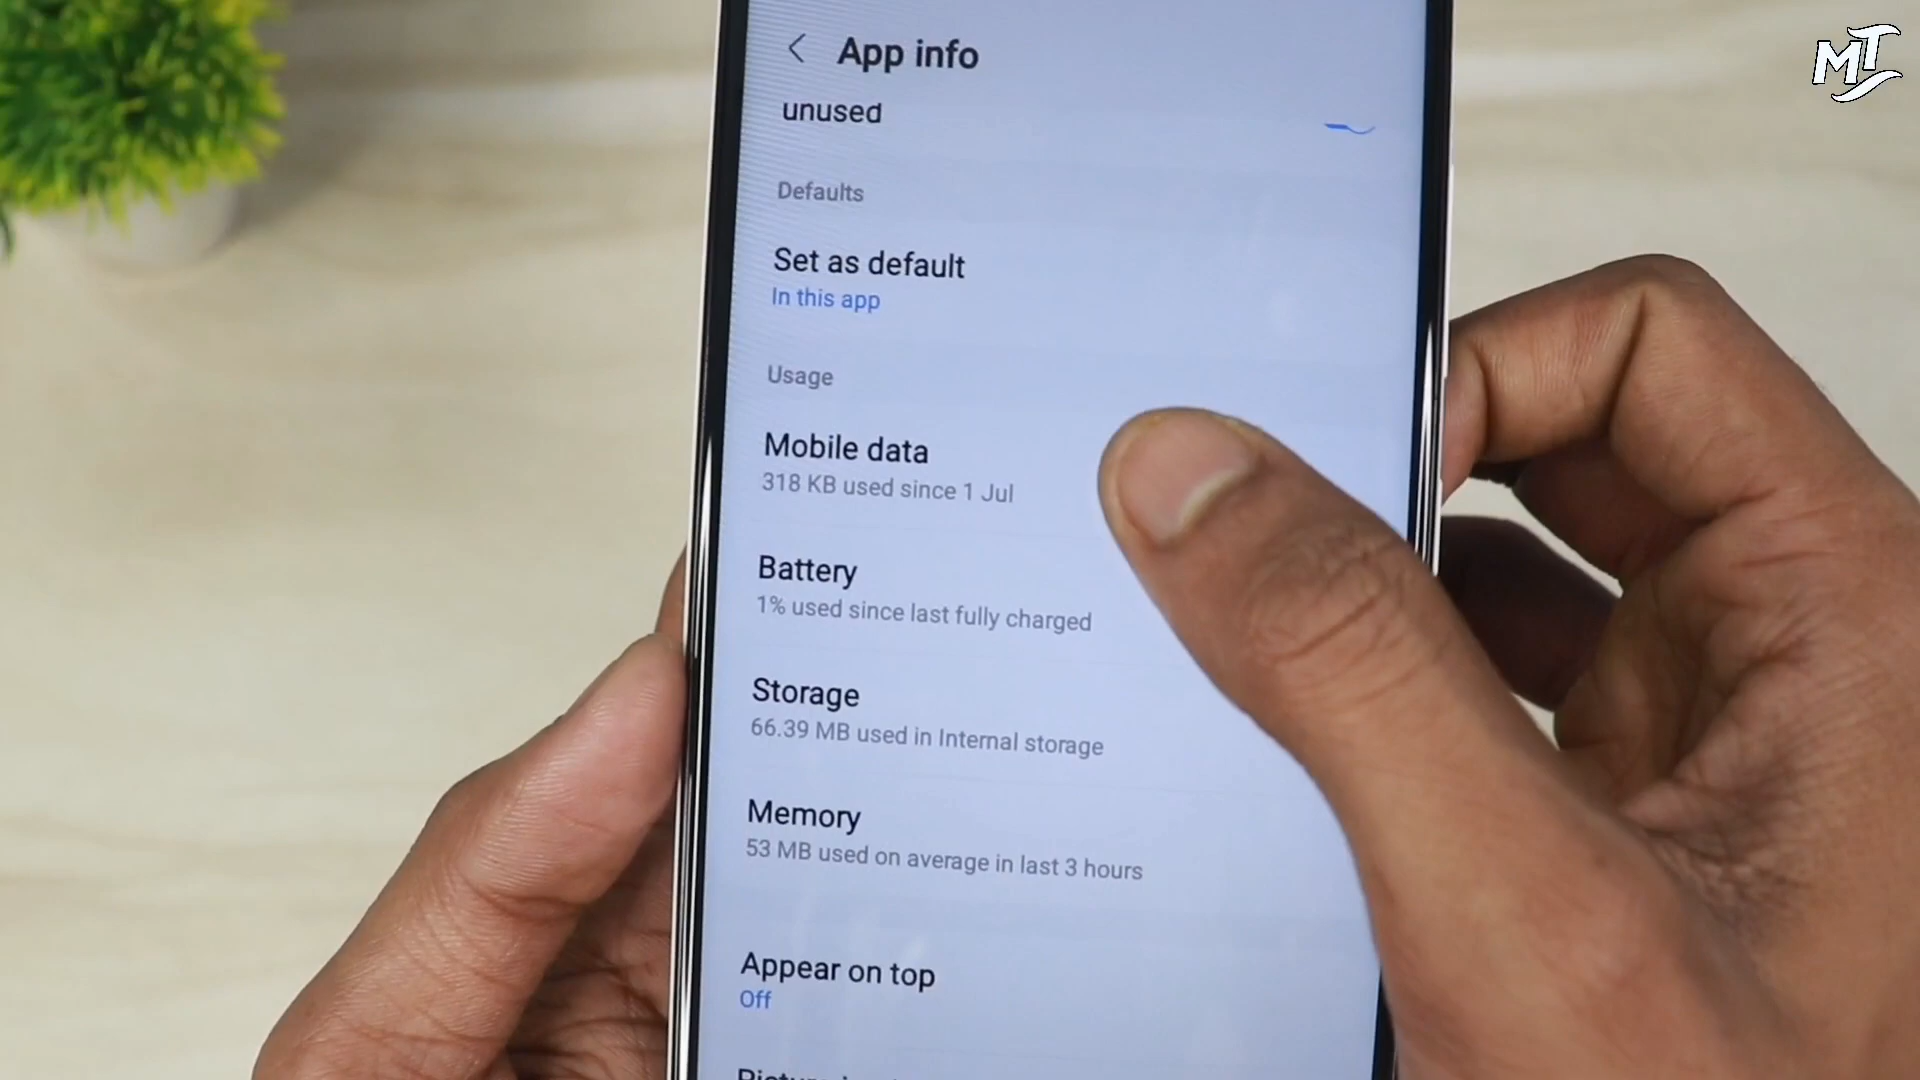 MT
App info
unused
Defaults
Set as default
In this app
Usage
Mobile data
318 KB used since 1 Jul
Battery
1% used since last fully charged
Storage
66.39 MB used in Internal storage
Memory
53 MB used on average in last 3 hours
Appear on top
Off